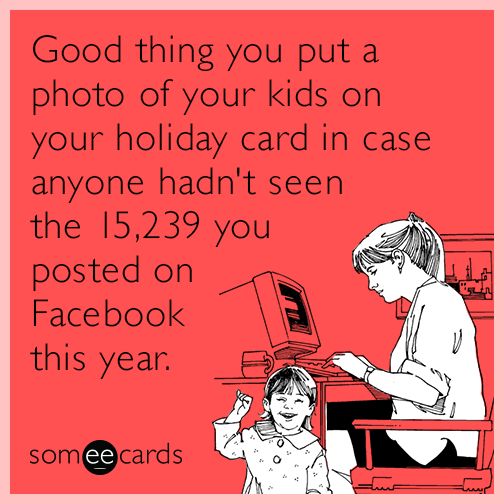 Good thing you put a
photo of your kids on
your holiday card in case
anyone hadn't seen
the 15,239 you
posted on
Facebook
this year.
someecards